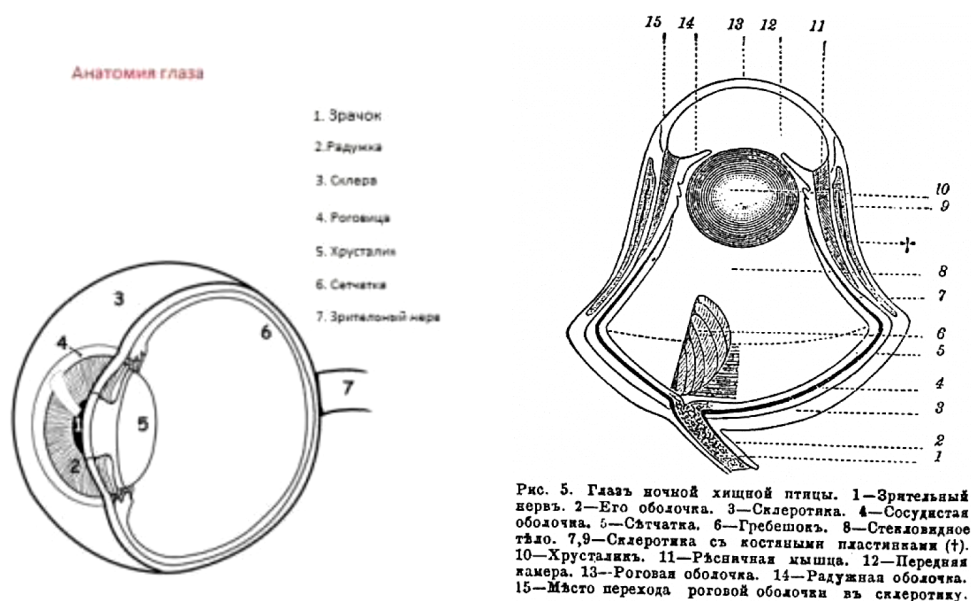 Анатомия глаза
1. Зрачок
2.Радужка
3. Склера
4. Роговица
5. Хрусталик
6. Сетчатка
7. Зрительный нерв
3
4
6
7
1
5
2
15 14 13 12 11
10
9
†
8
7
6
5
4
3
2
1
Рис. 5. Глазъ ночной хищной птицы. 1—Зрительный
нервъ. 2—Его оболочка. 3—Склеротика. 4—Сосудистая
оболочка. 5—Сѣтчатка. 6—Гребешокъ. 8—Стекловидное
тѣло. 7,9—Склеротика съ костяными пластинками (†).
10—Хрусталикъ. 11—Рѣсничная мышца. 12—Передняя
камера. 13—Роговая оболочка. 14—Радужная оболочка.
15—Мѣсто перехода роговой оболочки въ склеротику.